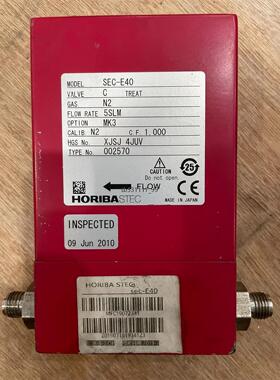 MODEL SEC-E40
VALVE C TREAT
GAS N2
FLOW RATE 5SLM
OPTION MK3
CALIB N2 C.F. 1.000
HGS No. XJSJ 4JUV
TYPE No. 002570
CAUTION
Do not open.
25
FLOW
HORIBASTEC
MADE IN JAPAN
INSPECTED
09 Jun 2010
HORIBA STEC
sec-E40